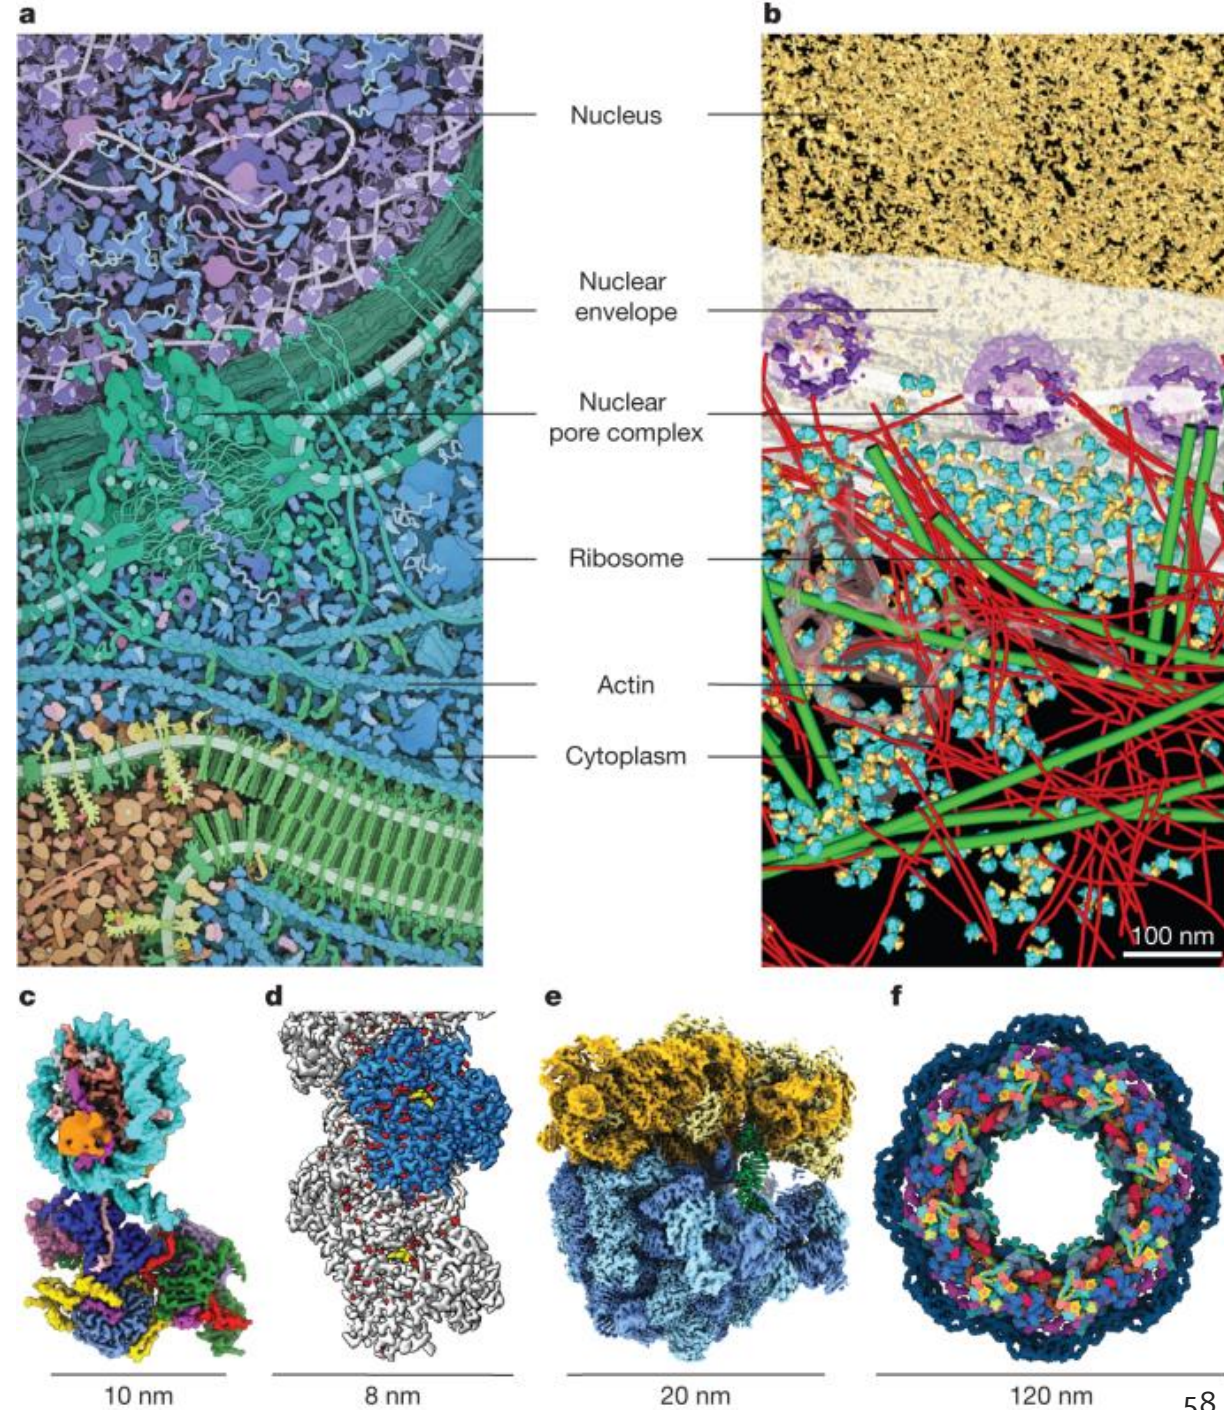 a
b
Nucleus
Nuclear
envelope
Nuclear
pore complex
Ribosome
Actin
Cytoplasm
100 nm
c
d
e
f
10 nm
8 nm
20 nm
120 nm
58